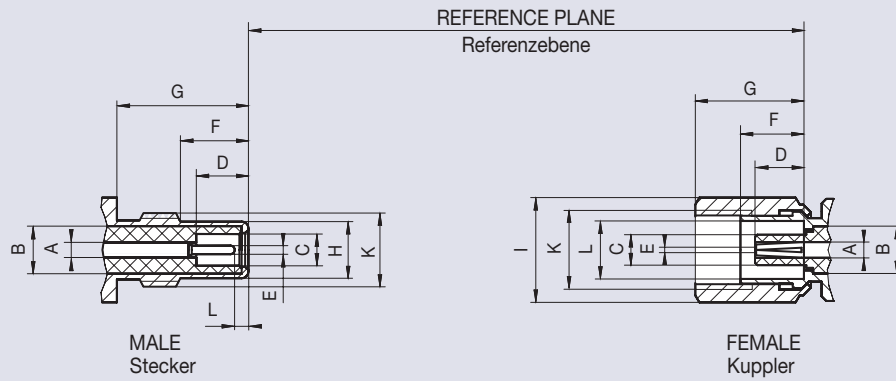 REFERENCE PLANE
Referenzebene
G
F
D
B
A
C
H
K
E
L
MALE
Stecker
G
F
D
I
K
L
C
E
A
B
FEMALE
Kuppler